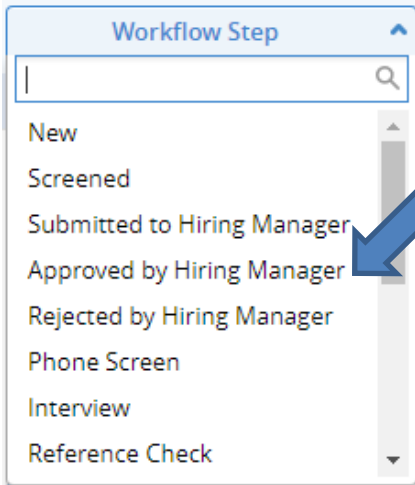 Workflow Step
New
Screened
Submitted to Hiring Manager
Approved by Hiring Manager
Rejected by Hiring Manager
Phone Screen
Interview
Reference Check